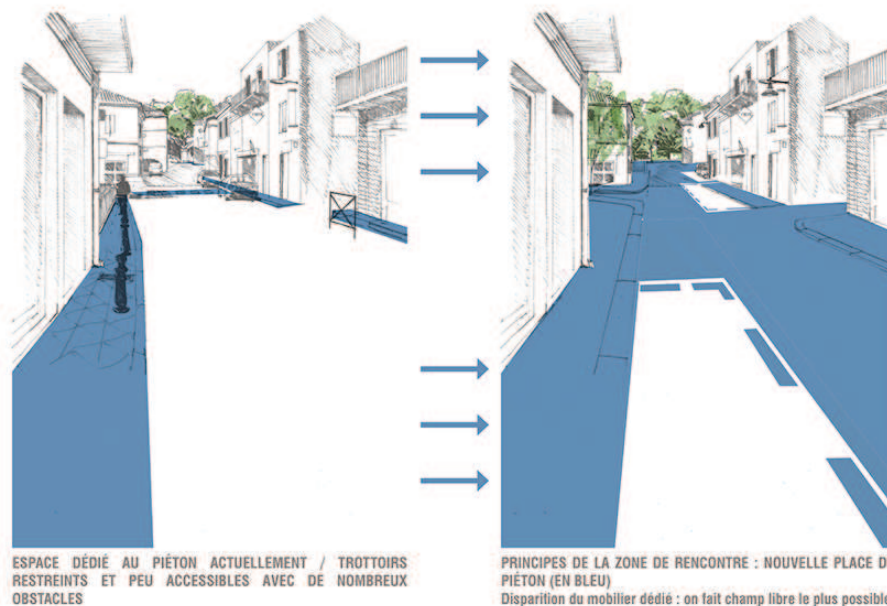 ESPACE DÉDIÉ AU PIÉTON ACTUELLEMENT / TROTTOIRS
RESTREINTS ET PEU ACCESSIBLES AVEC DE NOMBREUX
OBSTACLES
PRINCIPES DE LA ZONE DE RENCONTRE : NOUVELLE PLACE D
PIÉTON (EN BLEU)
Disparition du mobilier dédié : on fait champ libre le plus possible